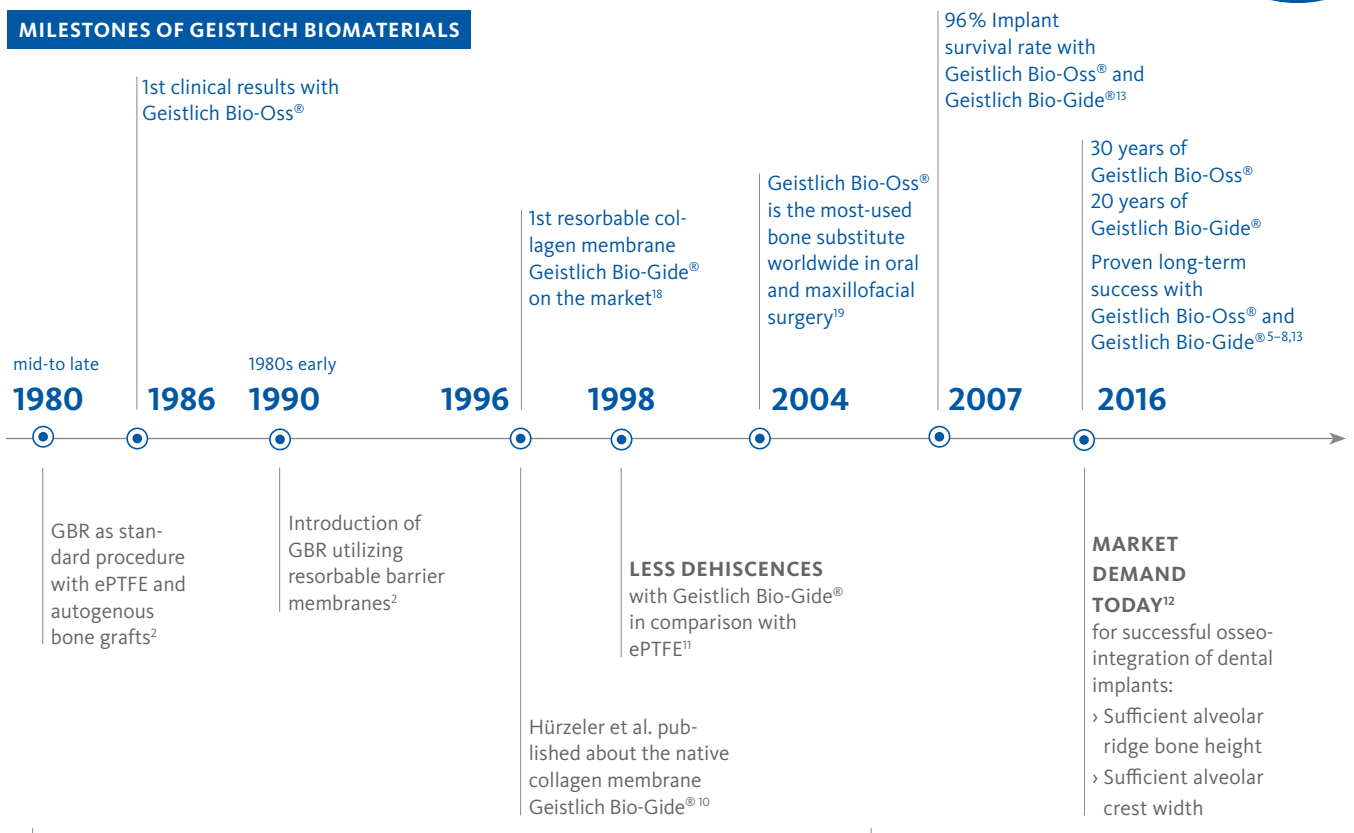 MILESTONES OF GEISTLICH BIOMATERIALS
1st clinical results with
Geistlich Bio-Oss®
1st resorbable col-
lagen membrane
Geistlich Bio-Gide®
on the market18
Geistlich Bio-Oss®
is the most-used
bone substitute
worldwide in oral
and maxillofacial
surgery19
96% Implant
survival rate with
Geistlich Bio-Oss® and
Geistlich Bio-Gide®13
30 years of
Geistlich Bio-Oss®
20 years of
Geistlich Bio-Gide®
Proven long-term
success with
Geistlich Bio-Oss® and
Geistlich Bio-Gide®5–8,13
mid-to late
1980
1986
1980s early
1990
1996
1998
2004
2007
2016
GBR as stan-
dard procedure
with ePTFE and
autogenous
bone grafts2
Introduction of
GBR utilizing
resorbable barrier
membranes2
Hürzeler et al. pub-
lished about the native
collagen membrane
Geistlich Bio-Gide®10
LESS DEHISCENCES
with Geistlich Bio-Gide®
in comparison with
ePTFE11
MARKET
DEMAND
TODAY12
for successful osseo-
integration of dental
implants:
› Sufficient alveolar
ridge bone height
› Sufficient alveolar
crest width